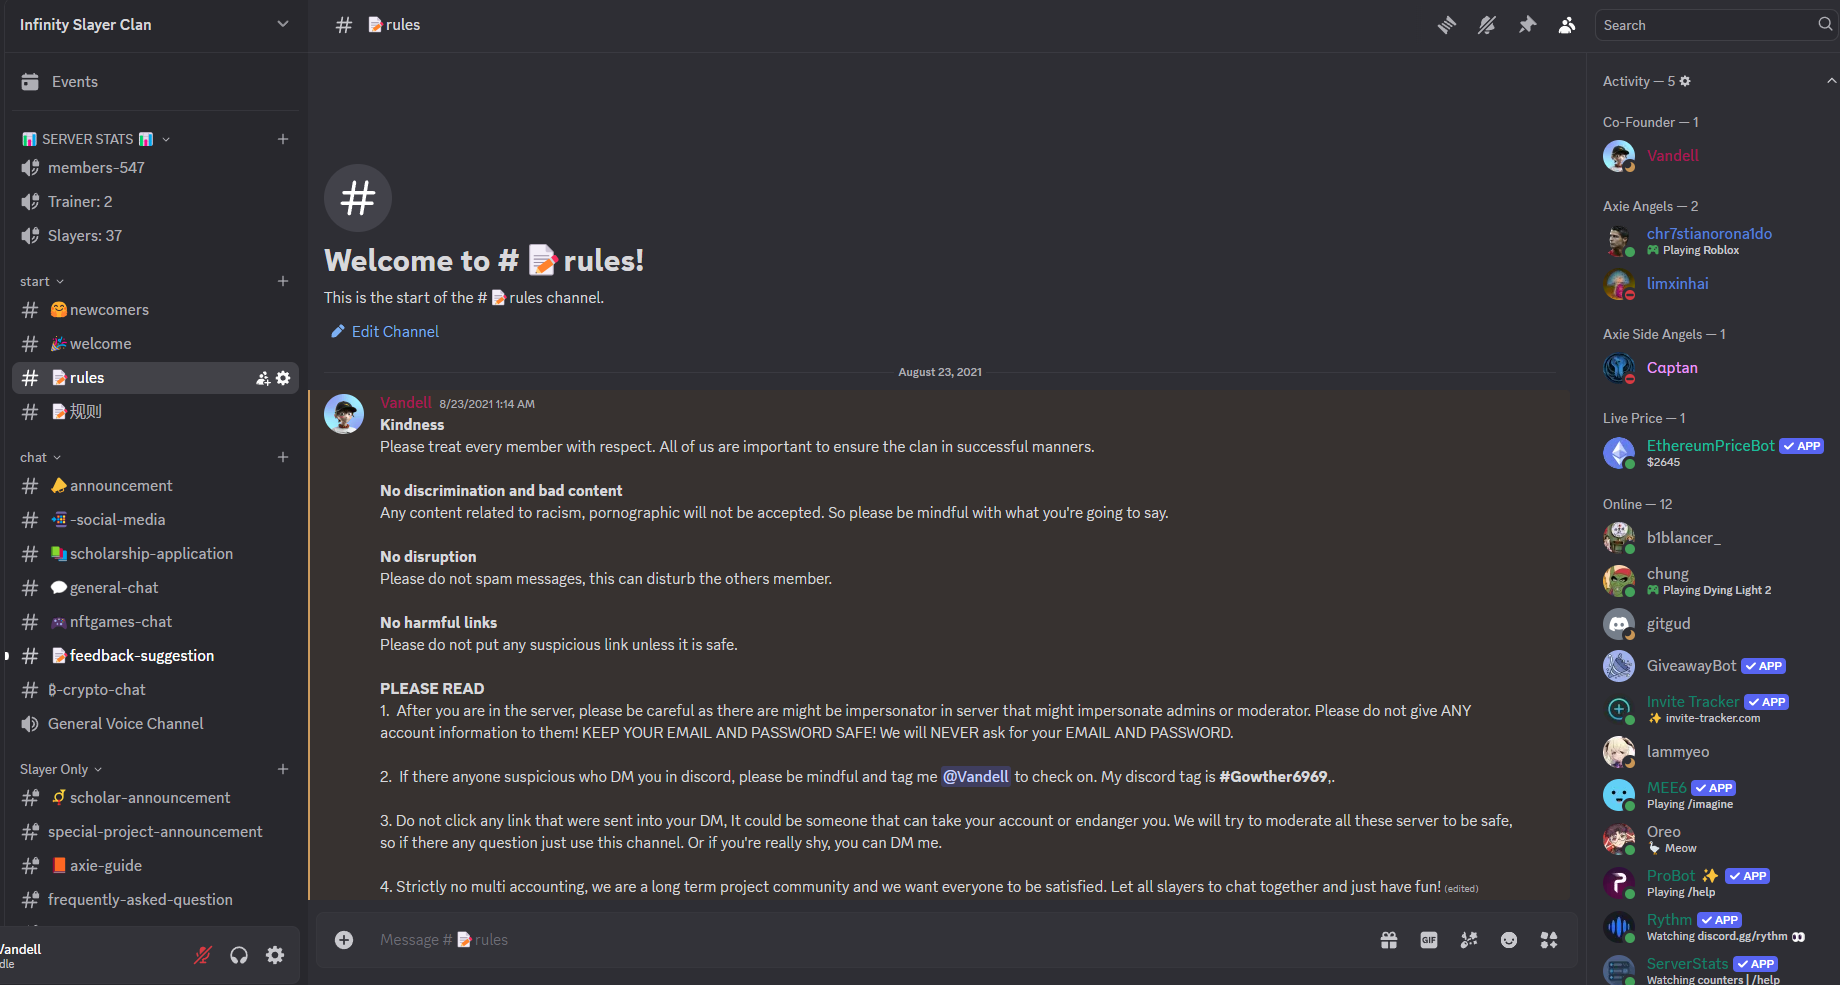 Infinity Slayer Clan
Events
SERVER STATS
members-547
Trainer: 2
Slayers: 37
start
newcomers
welcome
rules
规则
chat
announcement
-social-media
scholarship-application
general-chat
nftgames-chat
feedback-suggestion
₿-crypto-chat
General Voice Channel
Slayer Only
scholar-announcement
special-project-announcement
axie-guide
frequently-asked-question
Vandell
dle
# rules
Welcome to # rules!
This is the start of the # rules channel.
Edit Channel
August 23, 2021
Vandell 8/23/2021 1:14 AM
Kindness
Please treat every member with respect. All of us are important to ensure the clan in successful manners.
No discrimination and bad content
Any content related to racism, pornographic will not be accepted. So please be mindful with what you're going to say.
No disruption
Please do not spam messages, this can disturb the others member.
No harmful links
Please do not put any suspicious link unless it is safe.
PLEASE READ
1. After you are in the server, please be careful as there are might be impersonator in server that might impersonate admins or moderator. Please do not give ANY
account information to them! KEEP YOUR EMAIL AND PASSWORD SAFE! We will NEVER ask for your EMAIL AND PASSWORD.
2. If there anyone suspicious who DM you in discord, please be mindful and tag me @Vandell to check on. My discord tag is #Gowther6969,.
3. Do not click any link that were sent into your DM, It could be someone that can take your account or endanger you. We will try to moderate all these server to be safe,
so if there any question just use this channel. Or if you're really shy, you can DM me.
4. Strictly no multi accounting, we are a long term project community and we want everyone to be satisfied. Let all slayers to chat together and just have fun! (edited)
Message # rules
GIF
Search
Activity — 5
Co-Founder — 1
Vandell
Axie Angels — 2
chr7stianorona1do
Playing Roblox
limxinhai
Axie Side Angels — 1
Captan
Live Price — 1
EthereumPriceBot APP
$2645
Online — 12
b1blancer_
chung
Playing Dying Light 2
gitgud
GiveawayBot APP
Invite Tracker APP
invite-tracker.com
lammyeo
MEE6 APP
Playing /imagine
Oreo
Meow
ProBot APP
Playing /help
Rythm APP
Watching discord.gg/rythm
ServerStats APP
Watching counters | /help